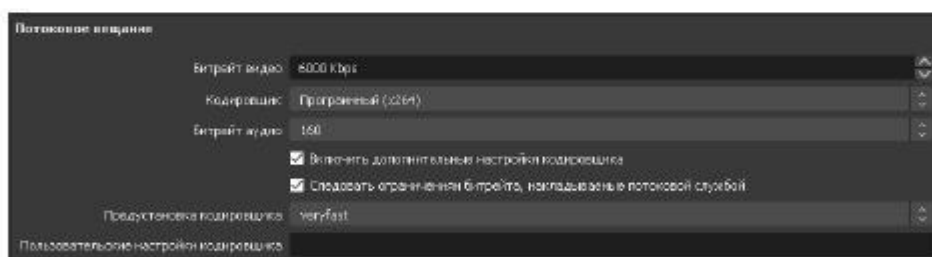 Потоковое вещание
Битрейт видео 6000 Kbps
Кодировщик Программный (x264)
Битрейт аудио 160
Включить дополнительные настройки кодировщика
Следовать ограничениям битрейта, накладываемые потоковой службой
Предустановка кодировщика veryfast
Пользовательские настройки кодировщика